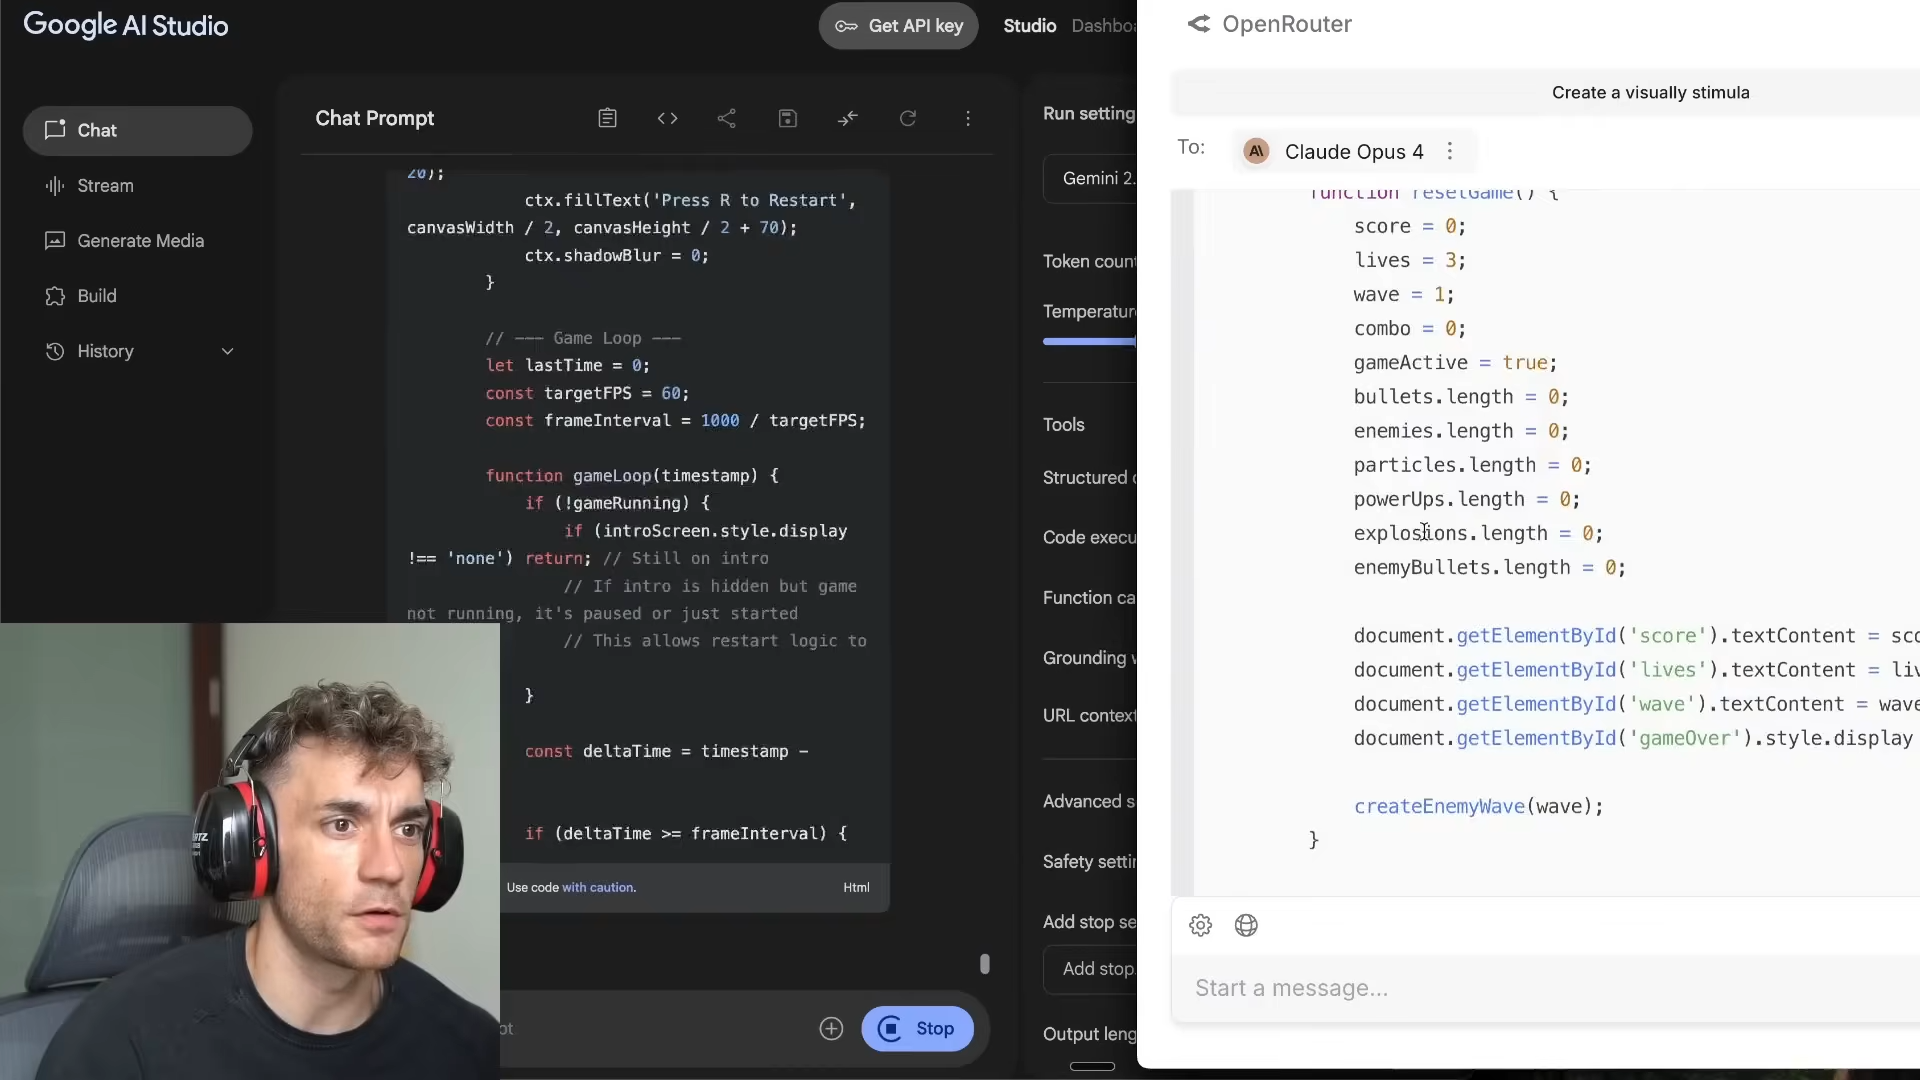 Google AI Studio
Get API key
Studio
Dashboa
Chat
Stream
Generate Media
Build
History
Chat Prompt
20);
ctx.fillText('Press R to Restart',
canvasWidth / 2, canvasHeight / 2 + 70);
ctx.shadowBlur = 0;
}
// --- Game Loop ---
let lastTime = 0;
const targetFPS = 60;
const frameInterval = 1000 / targetFPS;
function gameLoop(timestamp) {
if (!gameRunning) {
if (introScreen.style.display
!== 'none') return; // Still on intro
// If intro is hidden but game
not running, it's paused or just started
// This allows restart logic to
}
const deltaTime = timestamp -
if (deltaTime >= frameInterval) {
Use code with caution.
Html
Stop
Run setting
Gemini 2.
Token count
Temperature
Tools
Structured o
Code execu
Function ca
Grounding w
URL context
Advanced s
Safety settin
Add stop se
Add stop.
Output leng
OpenRouter
Create a visually stimula
To:
Claude Opus 4
function resetGame() {
score = 0;
lives = 3;
wave = 1;
combo = 0;
gameActive = true;
bullets.length = 0;
enemies.length = 0;
particles.length = 0;
powerUps.length = 0;
explosions.length = 0;
enemyBullets.length = 0;
document.getElementById('score').textContent = sco
document.getElementById('lives').textContent = liv
document.getElementById('wave').textContent = wave
document.getElementById('gameOver').style.display
createEnemyWave(wave);
}
Start a message...